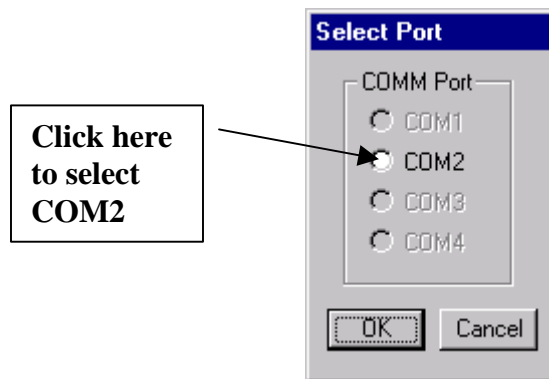 Select Port
COMM Port
COM1
Click here
to select
COM2
COM2
COM3
COM4
OK Cancel